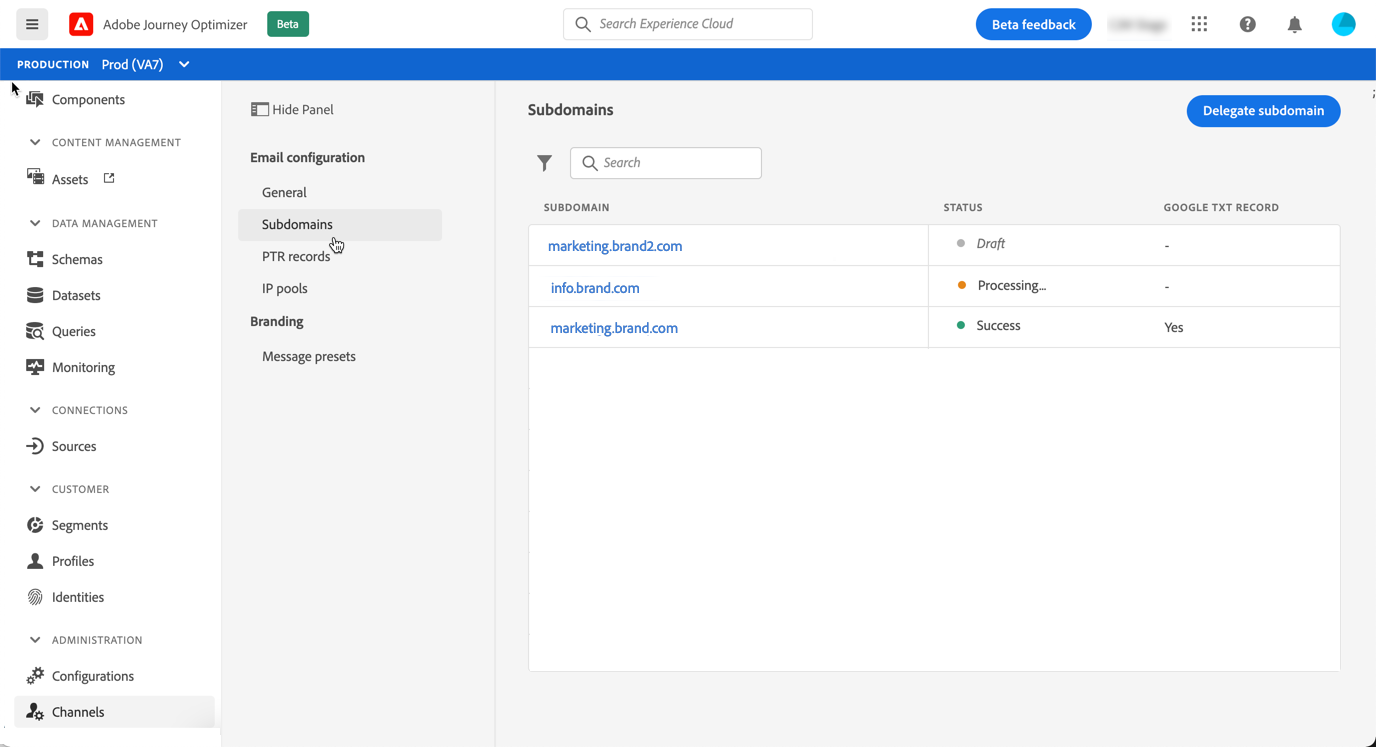 Adobe Journey Optimizer
Beta
Search Experience Cloud
Beta feedback
PRODUCTION Prod (VA7)
Components
CONTENT MANAGEMENT
Assets
DATA MANAGEMENT
Schemas
Datasets
Queries
Monitoring
CONNECTIONS
Sources
CUSTOMER
Segments
Profiles
Identities
ADMINISTRATION
Configurations
Channels
Hide Panel
Email configuration
General
Subdomains
PTR records
IP pools
Branding
Message presets
Subdomains
Delegate subdomain
Search
SUBDOMAIN STATUS GOOGLE TXT RECORD
marketing.brand2.com Draft -
info.brand.com Processing... -
marketing.brand.com Success Yes